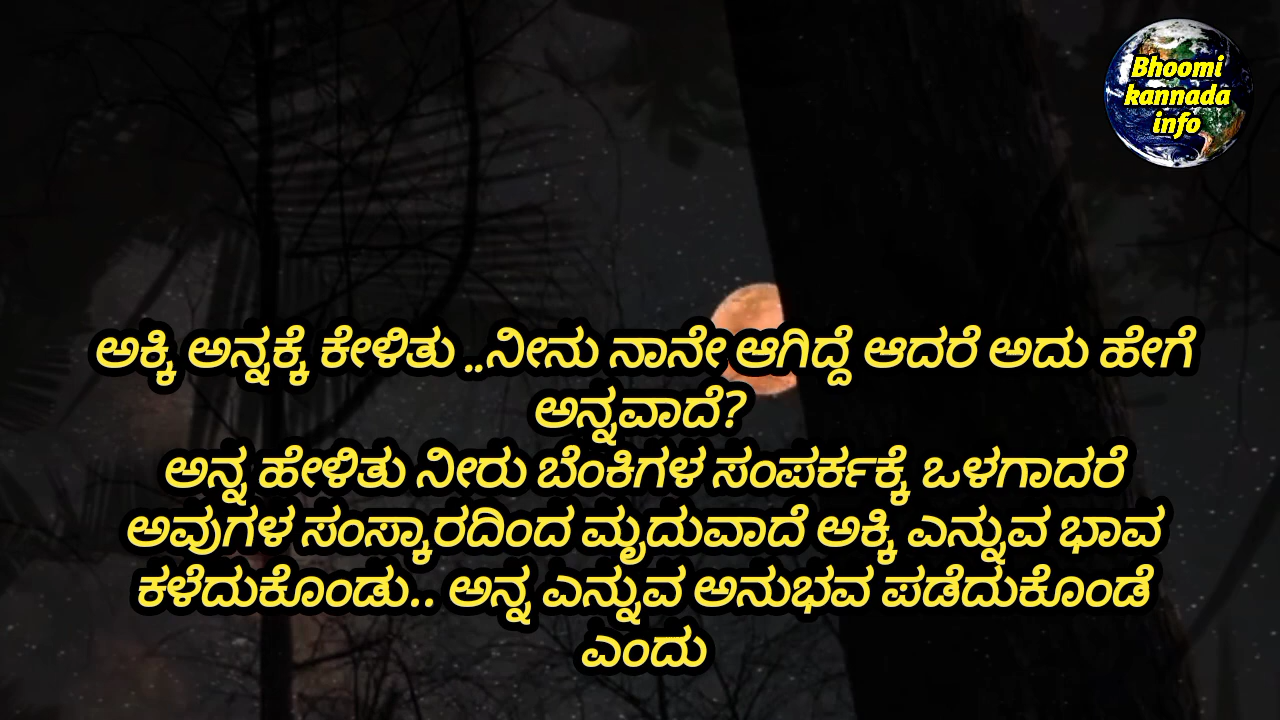 Bhoomi
kannada
info
ಅಕ್ಕಿ ಅನ್ನಕ್ಕೆ ಕೇಳಿತು ..ನೀನು ನಾನೇ ಆಗಿದ್ದೆ ಆದರೆ ಅದು ಹೇಗೆ
ಅನ್ನವಾದೆ?
ಅನ್ನ ಹೇಳಿತು ನೀರು ಬೆಂಕಿಗಳ ಸಂಪರ್ಕಕ್ಕೆ ಒಳಗಾದರೆ
ಅವುಗಳ ಸಂಸ್ಕಾರದಿಂದ ಮೃದುವಾದೆ ಅಕ್ಕಿ ಎನ್ನುವ ಭಾವ
ಕಳೆದುಕೊಂಡು.. ಅನ್ನ ಎನ್ನುವ ಅನುಭವ ಪಡೆದುಕೊಂಡೆ
ಎಂದು